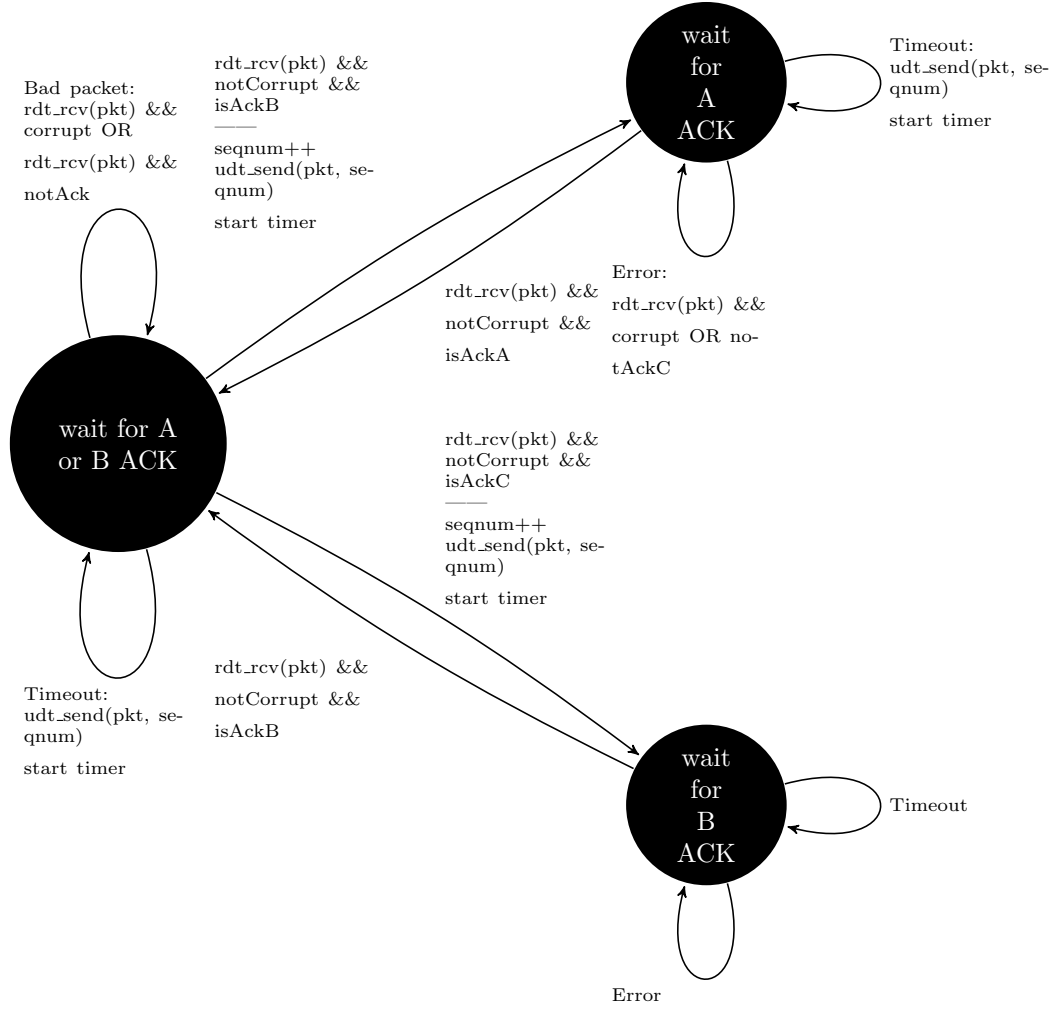 wait
for
A
ACK
Timeout:
udt_send(pkt, se-
qnum)
start timer
rdt_rcv(pkt) &&
notCorrupt &&
isAckB
——
seqnum++
udt_send(pkt, se-
qnum)
start timer
Bad packet:
rdt_rcv(pkt) &&
corrupt OR
rdt_rcv(pkt) &&
notAck
Error:
rdt_rcv(pkt) &&
corrupt OR no-
tAckC
rdt_rcv(pkt) &&
notCorrupt &&
isAckA
wait for A
or B ACK
rdt_rcv(pkt) &&
notCorrupt &&
isAckC
——
seqnum++
udt_send(pkt, se-
qnum)
start timer
rdt_rcv(pkt) &&
notCorrupt &&
isAckB
Timeout:
udt_send(pkt, se-
qnum)
start timer
wait
for
B
ACK
Timeout
Error